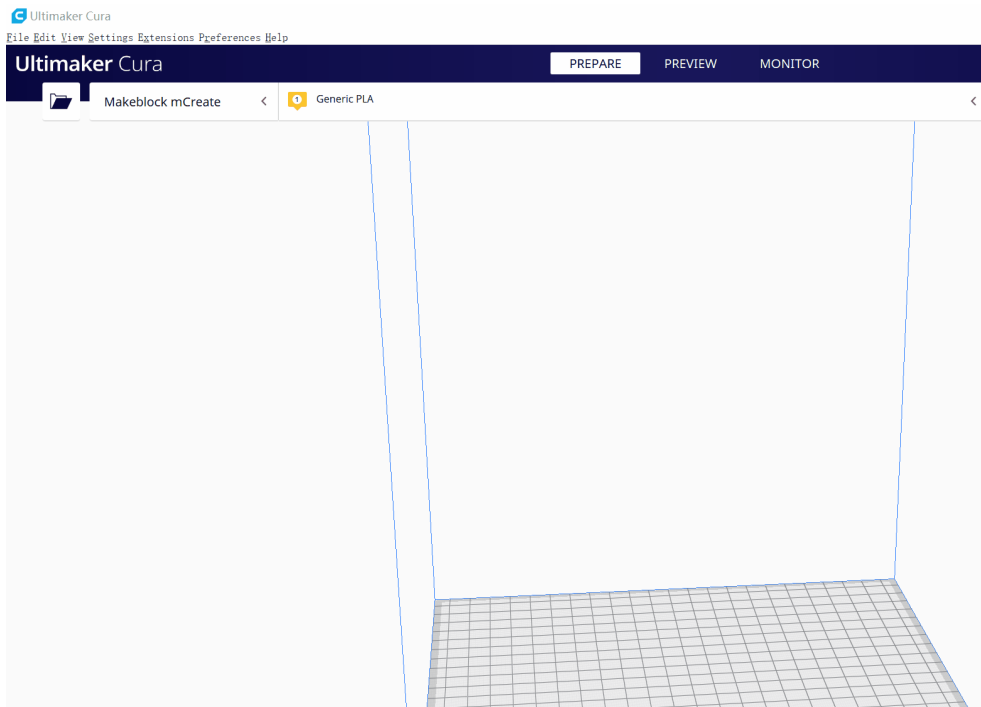 Ultimaker Cura
File Edit View Settings Extensions Preferences Help
Ultimaker Cura PREPARE PREVIEW MONITOR
Makeblock mCreate 1 Generic PLA